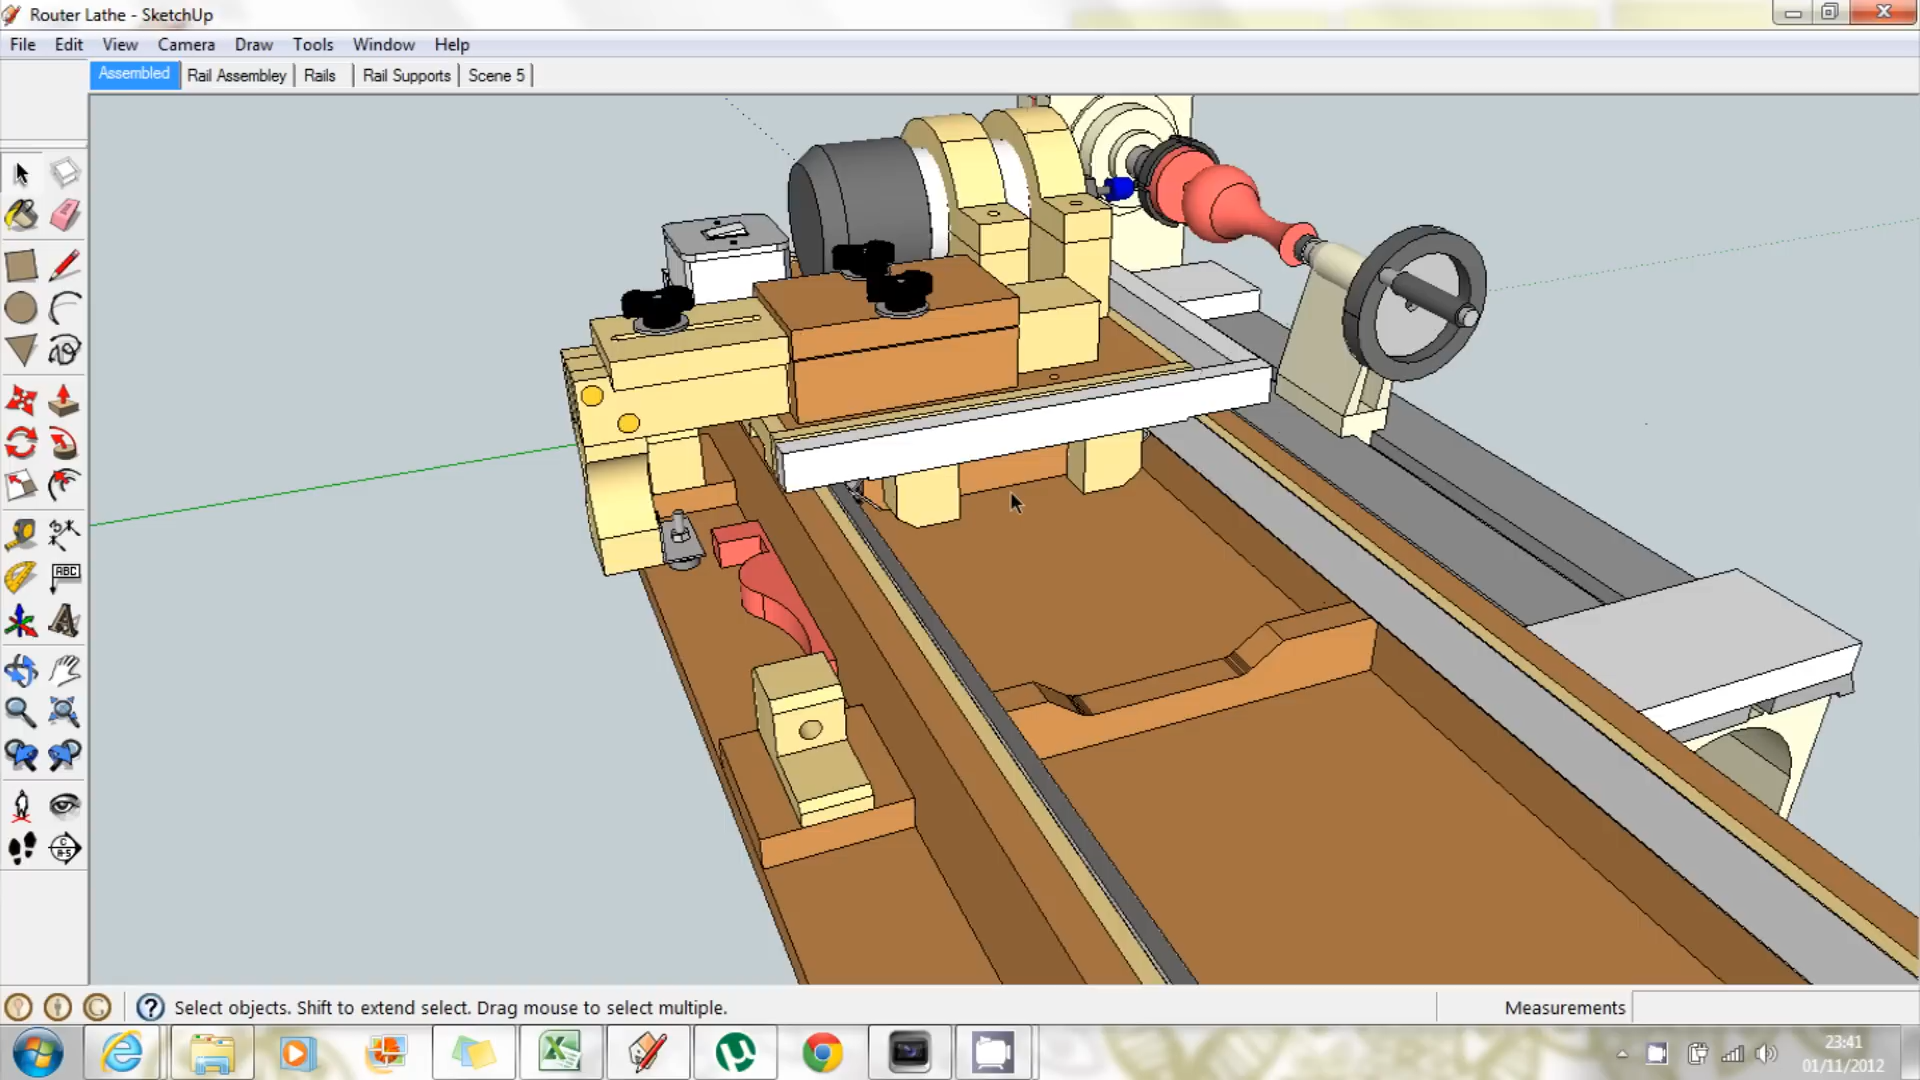 Router Lathe - SketchUp
File Edit View Camera Draw Tools Window Help
Assembled Rail Assembley Rails Rail Supports Scene 5
ABC
Select objects. Shift to extend select. Drag mouse to select multiple.
Measurements
23:41
01/11/2012